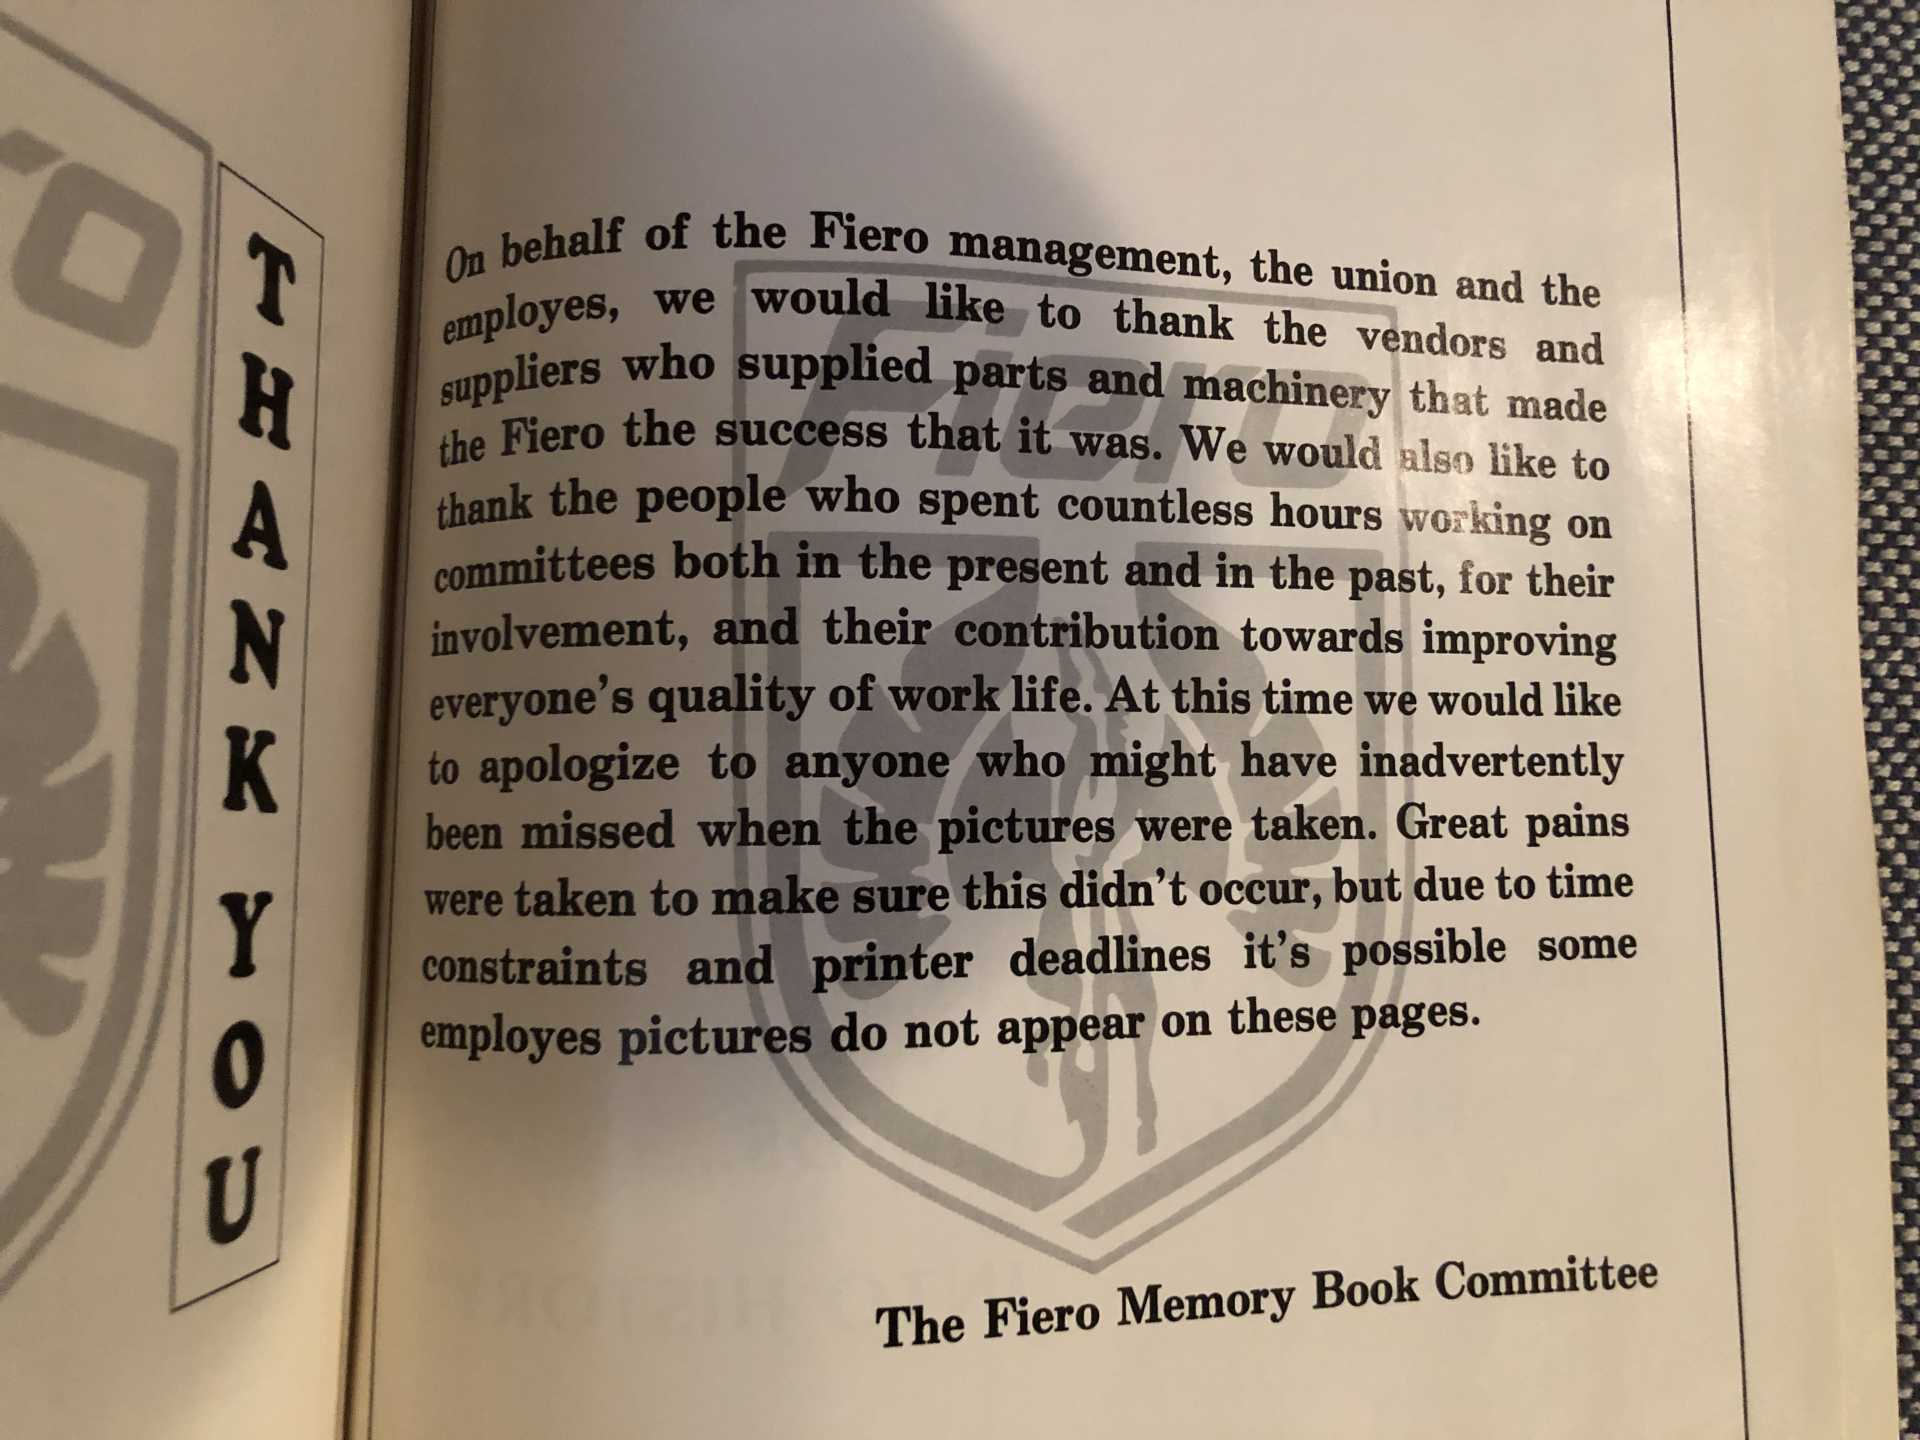 THANK YOU
On behalf of the Fiero management, the union and the
employes, we would like to thank the vendors and
suppliers who supplied parts and machinery that made
the Fiero the success that it was. We would also like to
thank the people who spent countless hours working on
committees both in the present and in the past, for their
involvement, and their contribution towards improving
everyone's quality of work life. At this time we would like
to apologize to anyone who might have inadvertently
been missed when the pictures were taken. Great pains
were taken to make sure this didn't occur, but due to time
constraints and printer deadlines it's possible some
employes pictures do not appear on these pages.
Fiero
The Fiero Memory Book Committee